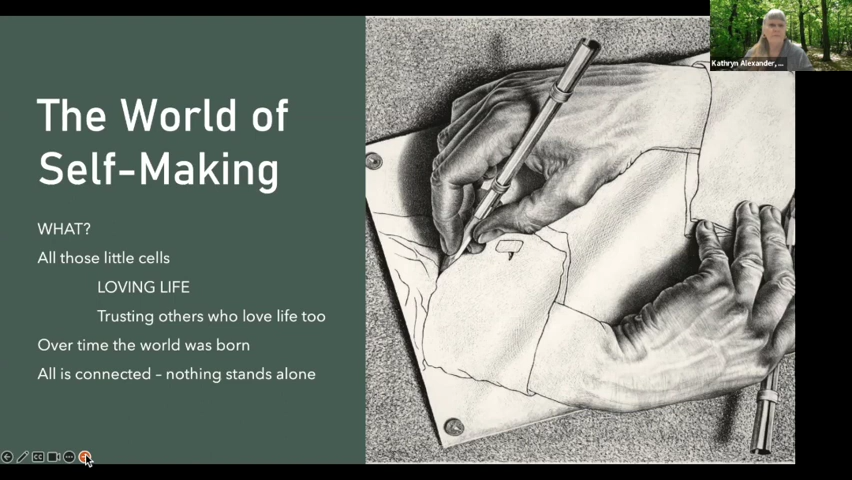 The World of
Self-Making
WHAT?
All those little cells
LOVING LIFE
Trusting others who love life too
Over time the world was born
All is connected – nothing stands alone
Kathryn Alexander, ...
CC